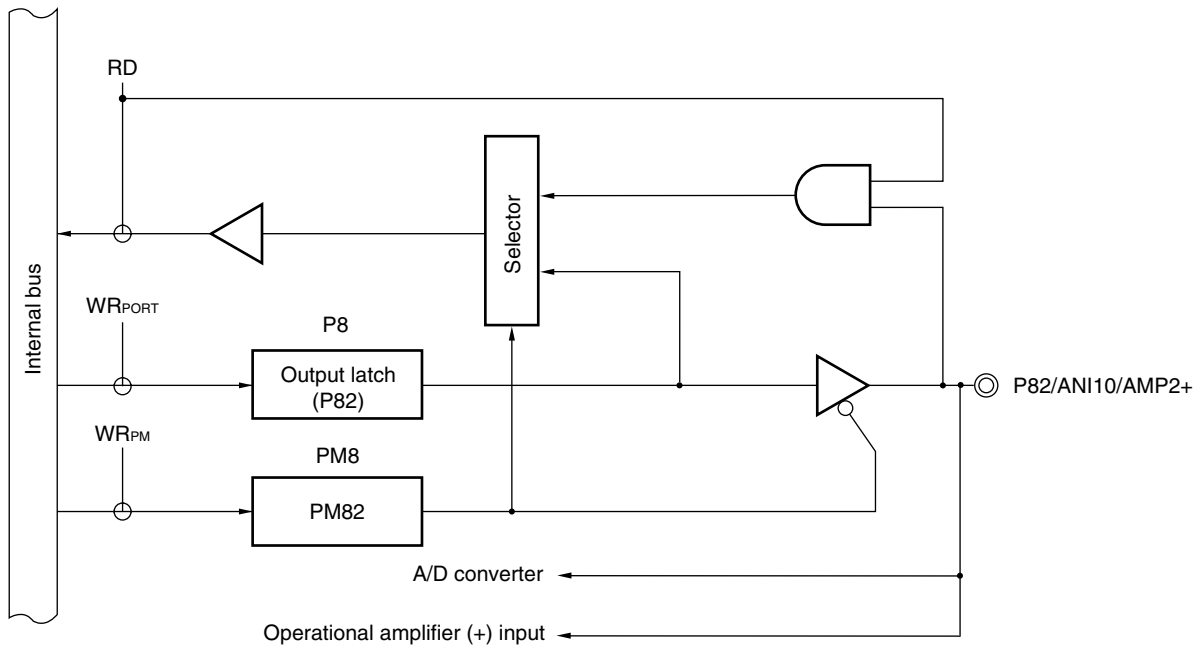 RD
Selector
Internal bus
WRPORT
P8
Output latch
(P82)
P82/ANI10/AMP2+
WRPM
PM8
PM82
A/D converter
Operational amplifier (+) input